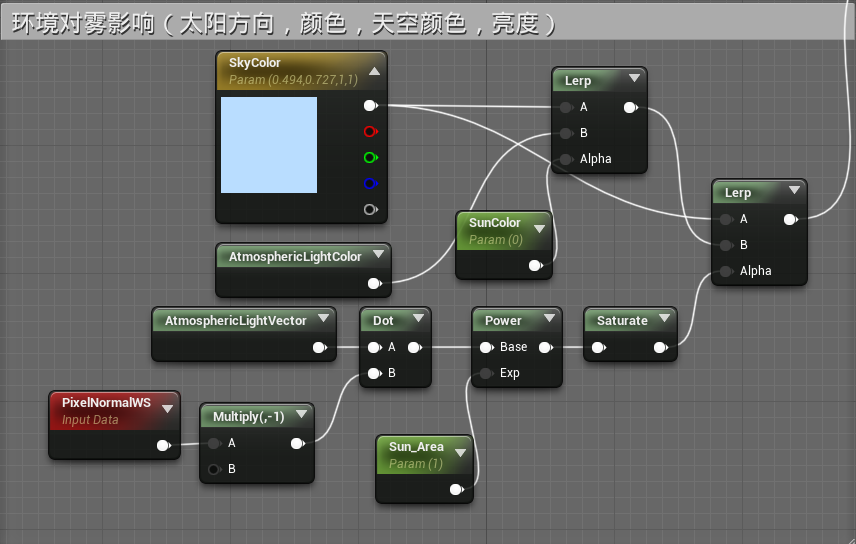 环境对雾影响（太阳方向，颜色，天空颜色，亮度）
SkyColor
Param (0.494,0.727,1,1)
Lerp
A
B
Alpha
Lerp
A
B
Alpha
SunColor
Param (0)
AtmosphericLightColor
AtmosphericLightVector
Dot
A
B
Power
Base
Exp
Saturate
PixelNormalWS
Input Data
Multiply(,-1)
A
B
Sun_Area
Param (1)